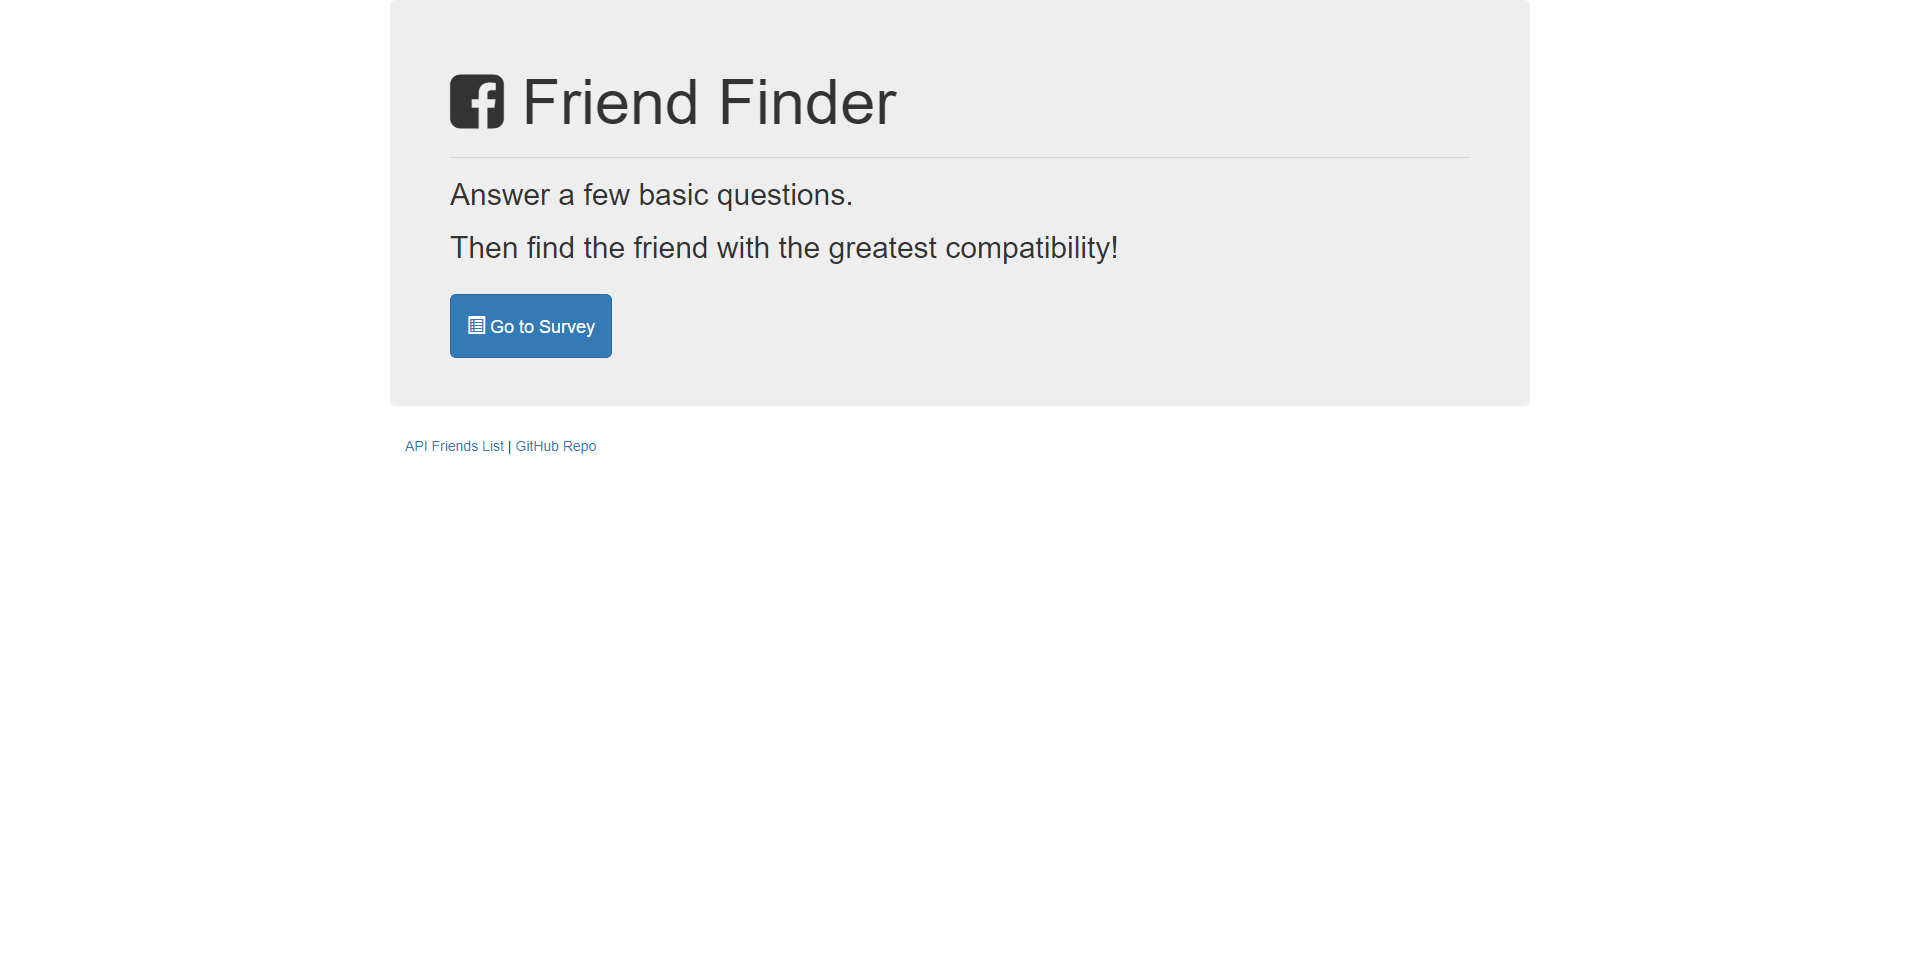 Friend Finder
Answer a few basic questions.
Then find the friend with the greatest compatibility!
Go to Survey
API Friends List | GitHub Repo